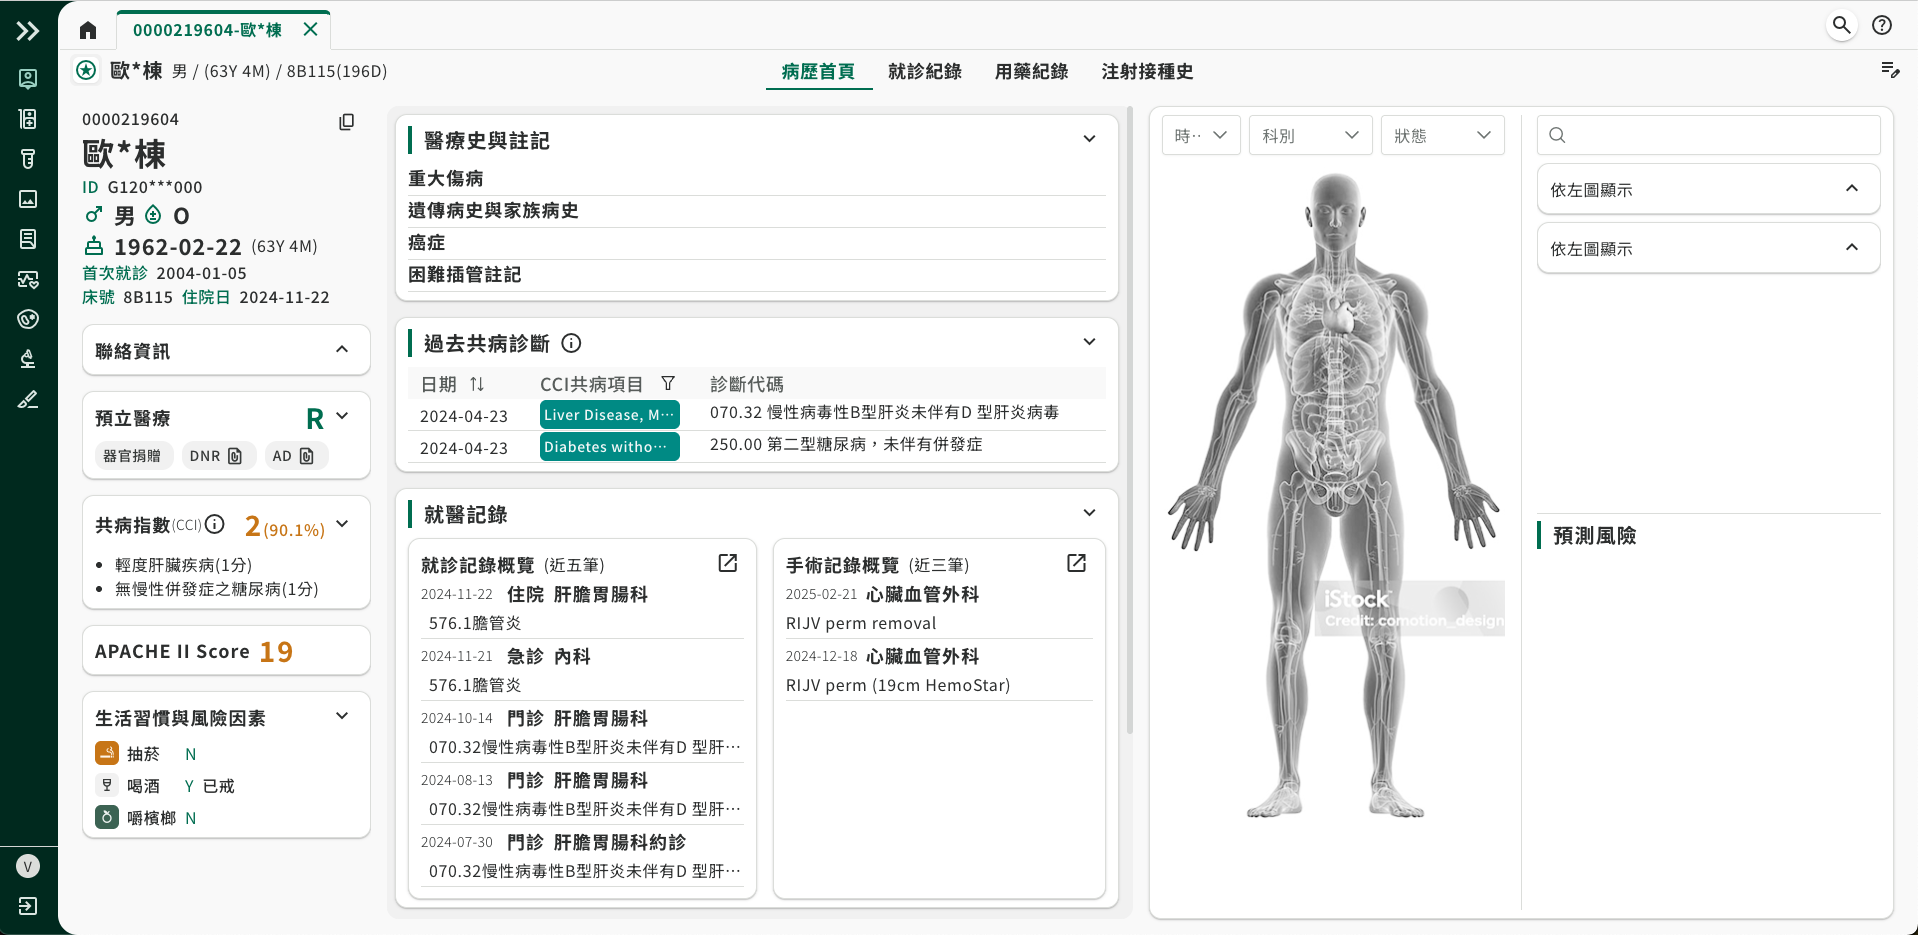 0000219604-歐*棟
歐*棟 男 / (63Y 4M) / 8B115(196D)
病歷首頁 就診紀錄 用藥紀錄 注射接種史
0000219604
歐*棟
ID G120***000
男 O
1962-02-22 (63Y 4M)
首次就診 2004-01-05
床號 8B115 住院日 2024-11-22
聯絡資訊
預立醫療 R
器官捐贈 DNR AD
共病指數(CCI) 2(90.1%)
輕度肝臟疾病(1分)
無慢性併發症之糖尿病(1分)
APACHE II Score 19
生活習慣與風險因素
抽菸 N
喝酒 Y 已戒
嚼檳榔 N
V
醫療史與註記
重大傷病
遺傳病史與家族病史
癌症
困難插管註記
過去共病診斷
日期 CCI共病項目 診斷代碼
2024-04-23 Liver Disease, M… 070.32 慢性病毒性B型肝炎未伴有D 型肝炎病毒
2024-04-23 Diabetes witho… 250.00 第二型糖尿病，未伴有併發症
就醫記錄
就診記錄概覽 (近五筆)
2024-11-22 住院 肝膽胃腸科
576.1膽管炎
2024-11-21 急診 內科
576.1膽管炎
2024-10-14 門診 肝膽胃腸科
070.32慢性病毒性B型肝炎未伴有D 型肝…
2024-08-13 門診 肝膽胃腸科
070.32慢性病毒性B型肝炎未伴有D 型肝…
2024-07-30 門診 肝膽胃腸科約診
070.32慢性病毒性B型肝炎未伴有D 型肝…
手術記錄概覽 (近三筆)
2025-02-21 心臟血管外科
RIJV perm removal
2024-12-18 心臟血管外科
RIJV perm (19cm HemoStar)
時… 科別 狀態
iStock
Credit: comotion_design
依左圖顯示
依左圖顯示
預測風險